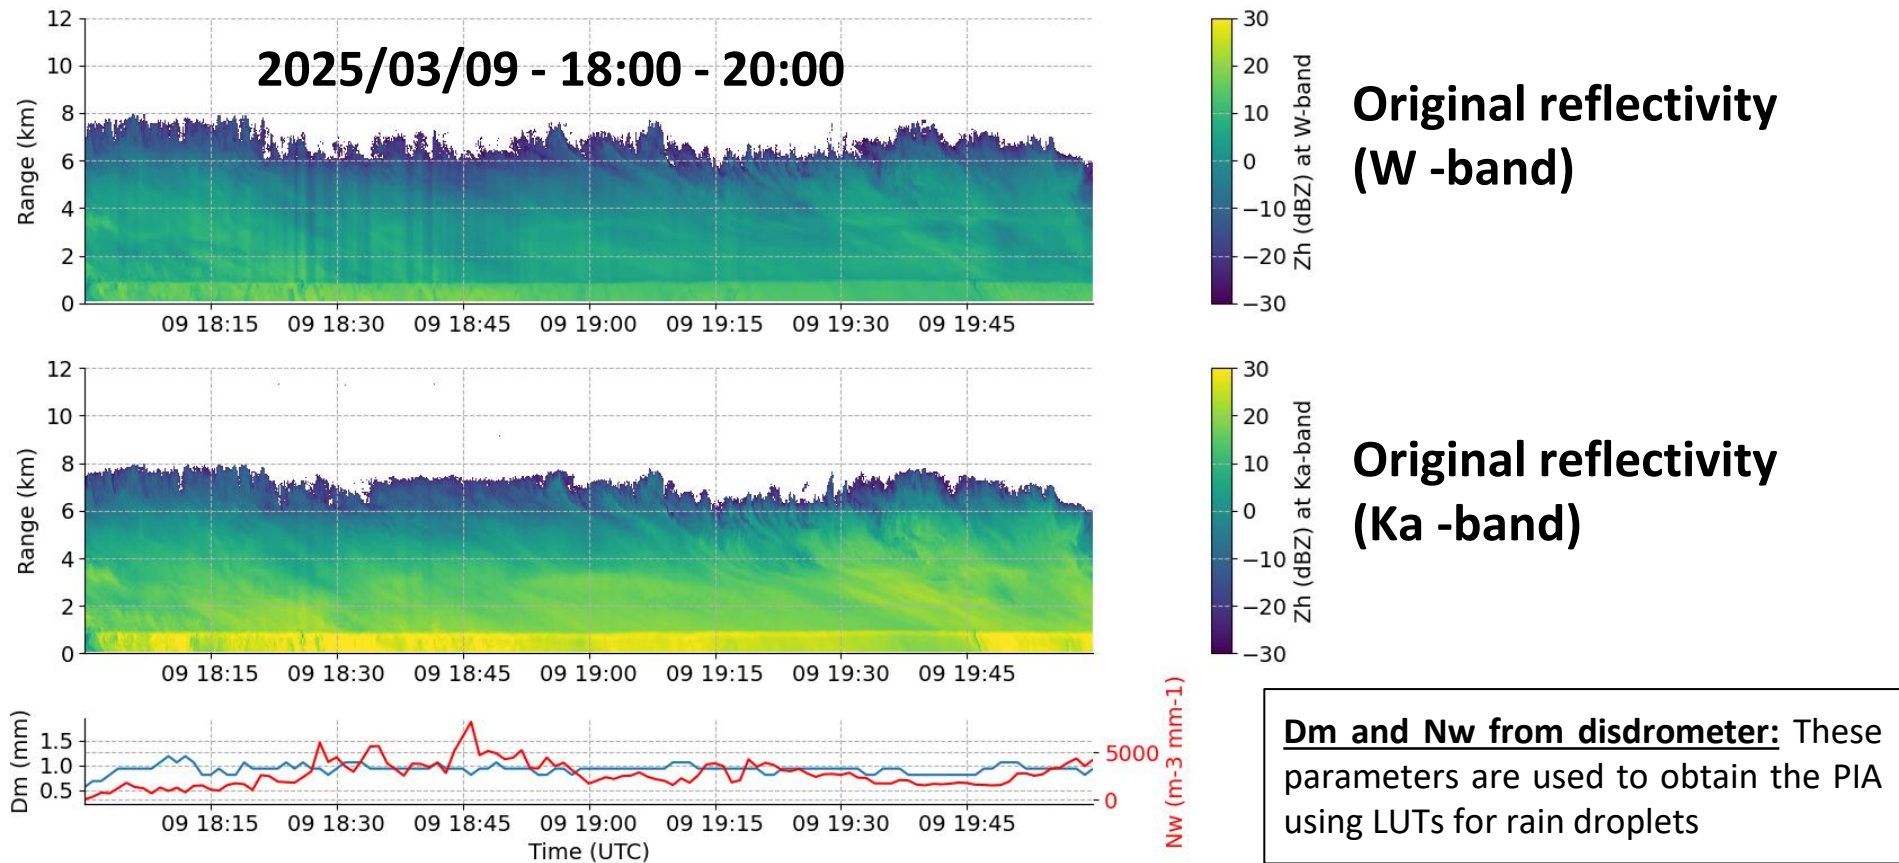 2025/03/09 - 18:00 - 20:00
12
10
8
6
4
2
0
Range (km)
09 18:15 09 18:30 09 18:45 09 19:00 09 19:15 09 19:30 09 19:45
30
20
10
0
−10
−20
−30
Zh (dBZ) at W-band
Original reflectivity
(W -band)
12
10
8
6
4
2
0
Range (km)
09 18:15 09 18:30 09 18:45 09 19:00 09 19:15 09 19:30 09 19:45
30
20
10
0
−10
−20
−30
Zh (dBZ) at Ka-band
Original reflectivity
(Ka -band)
Dm (mm)
1.5
1.0
0.5
5000
0
Nw (m-3 mm-1)
09 18:15 09 18:30 09 18:45 09 19:00 09 19:15 09 19:30 09 19:45
Time (UTC)
Dm and Nw from disdrometer: These
parameters are used to obtain the PIA
using LUTs for rain droplets